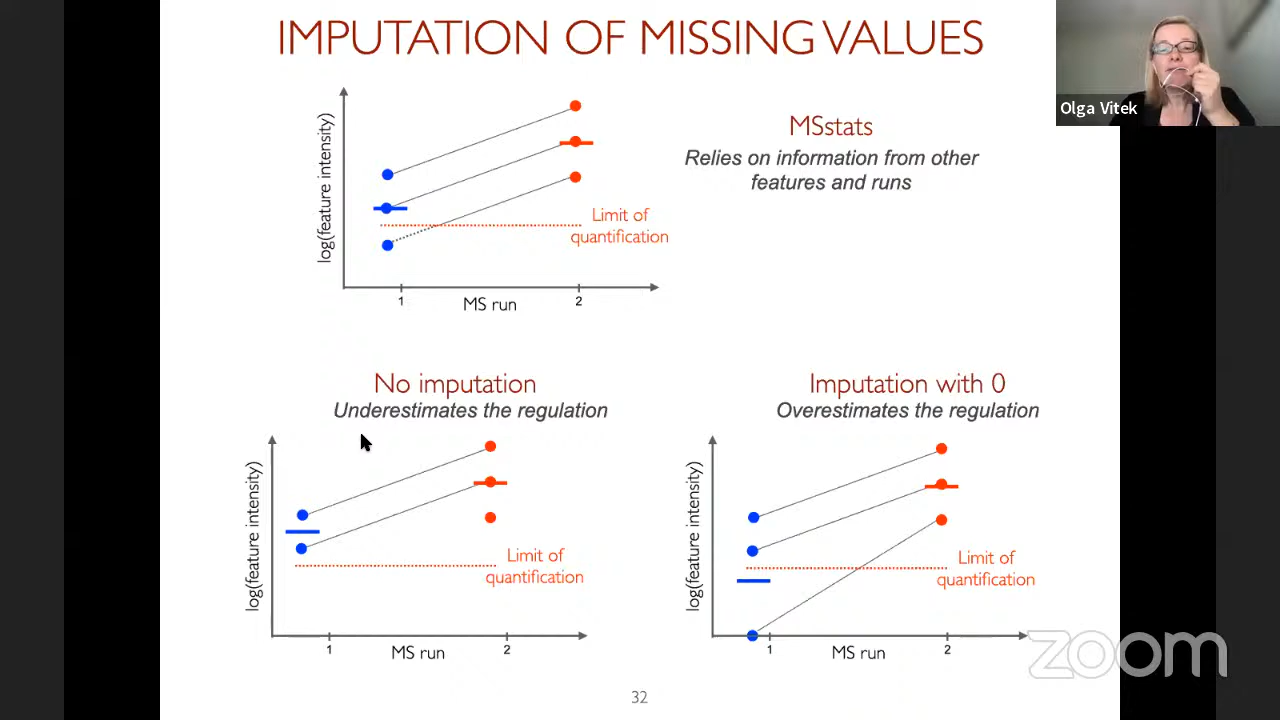 IMPUTATION OF MISSING VALUES
Olga Vitek
MSstats
Relies on information from other
features and runs
log(feature intensity)
Limit of
quantification
1
MS run
2
No imputation
Underestimates the regulation
log(feature intensity)
Limit of
quantification
1
MS run
2
Imputation with 0
Overestimates the regulation
log(feature intensity)
Limit of
quantification
1
MS run
2
zoom
32